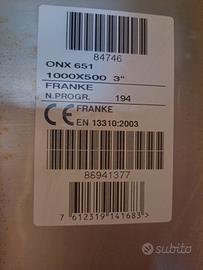 84746
ONX 651
1000X500 3"
FRANKE
N.PROGR. 194
CE FRANKE
EN 13310:2003
86941377
7 612319 141683 >
subito